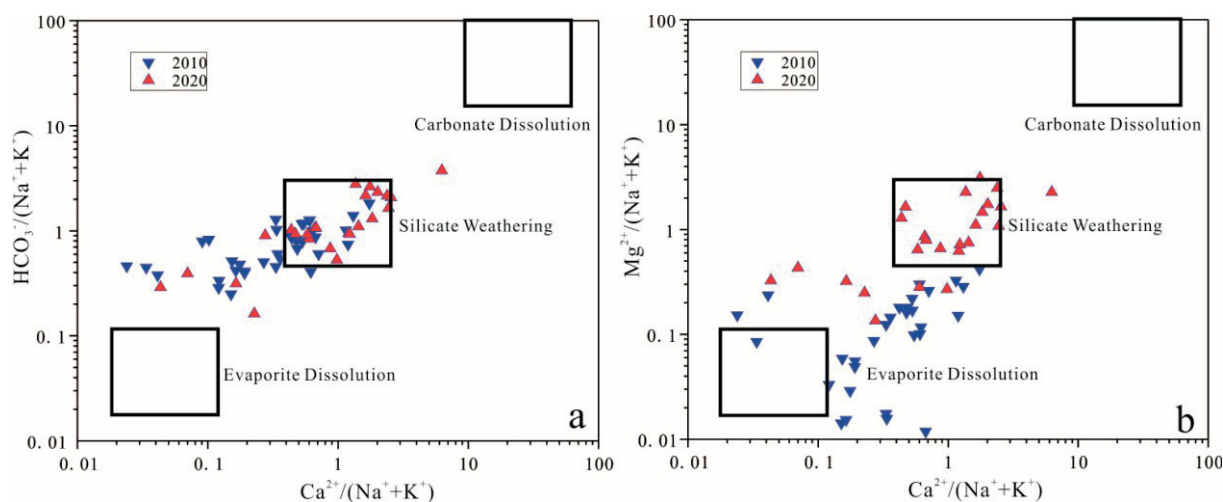 2010
2020
Carbonate Dissolution
Silicate Weathering
Evaporite Dissolution
a
100
10
1
0.1
0.01
0.01
0.1
1
10
100
HCO₃⁻/(Na⁺+K⁺)
Ca²⁺/(Na⁺+K⁺)
2010
2020
Carbonate Dissolution
Silicate Weathering
Evaporite Dissolution
b
100
10
1
0.1
0.01
0.01
0.1
1
10
100
Mg²⁺/(Na⁺+K⁺)
Ca²⁺/(Na⁺+K⁺)